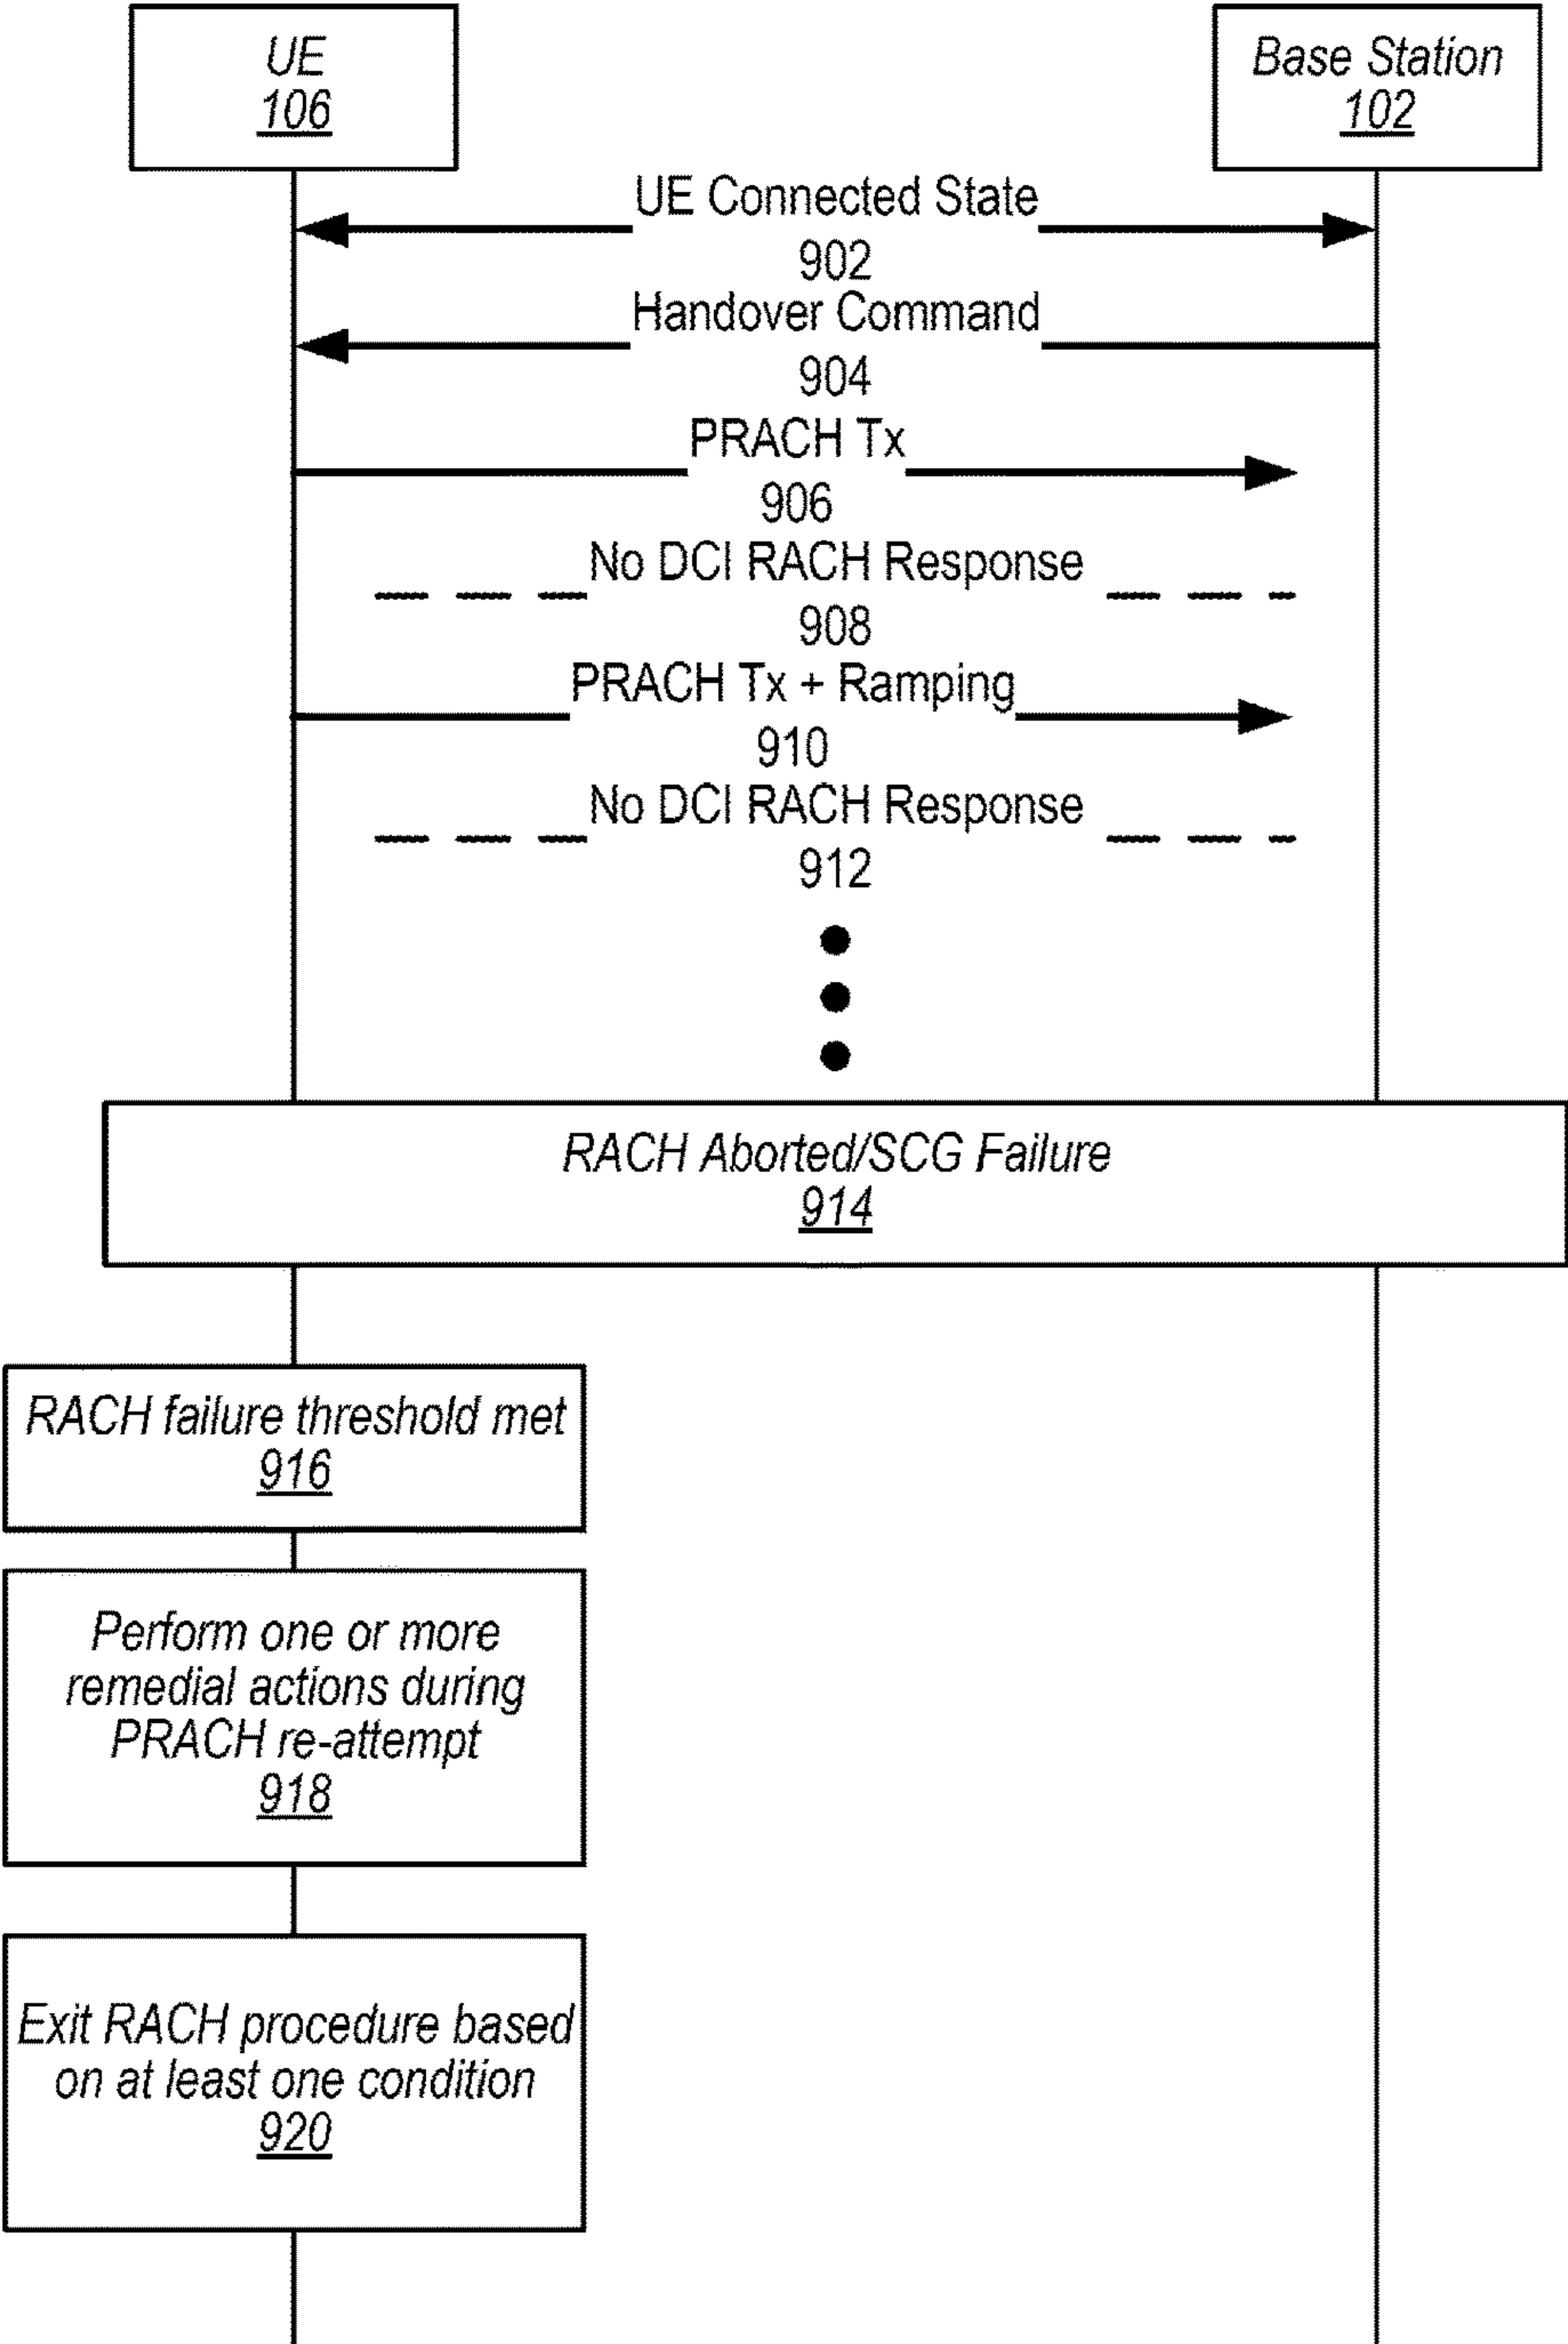 UE
106
Base Station
102
UE Connected State
902
Handover Command
904
PRACH Tx
906
No DCI RACH Response
908
PRACH Tx + Ramping
910
No DCI RACH Response
912
RACH Aborted/SCG Failure
914
RACH failure threshold met
916
Perform one or more
remedial actions during
PRACH re-attempt
918
Exit RACH procedure based
on at least one condition
920